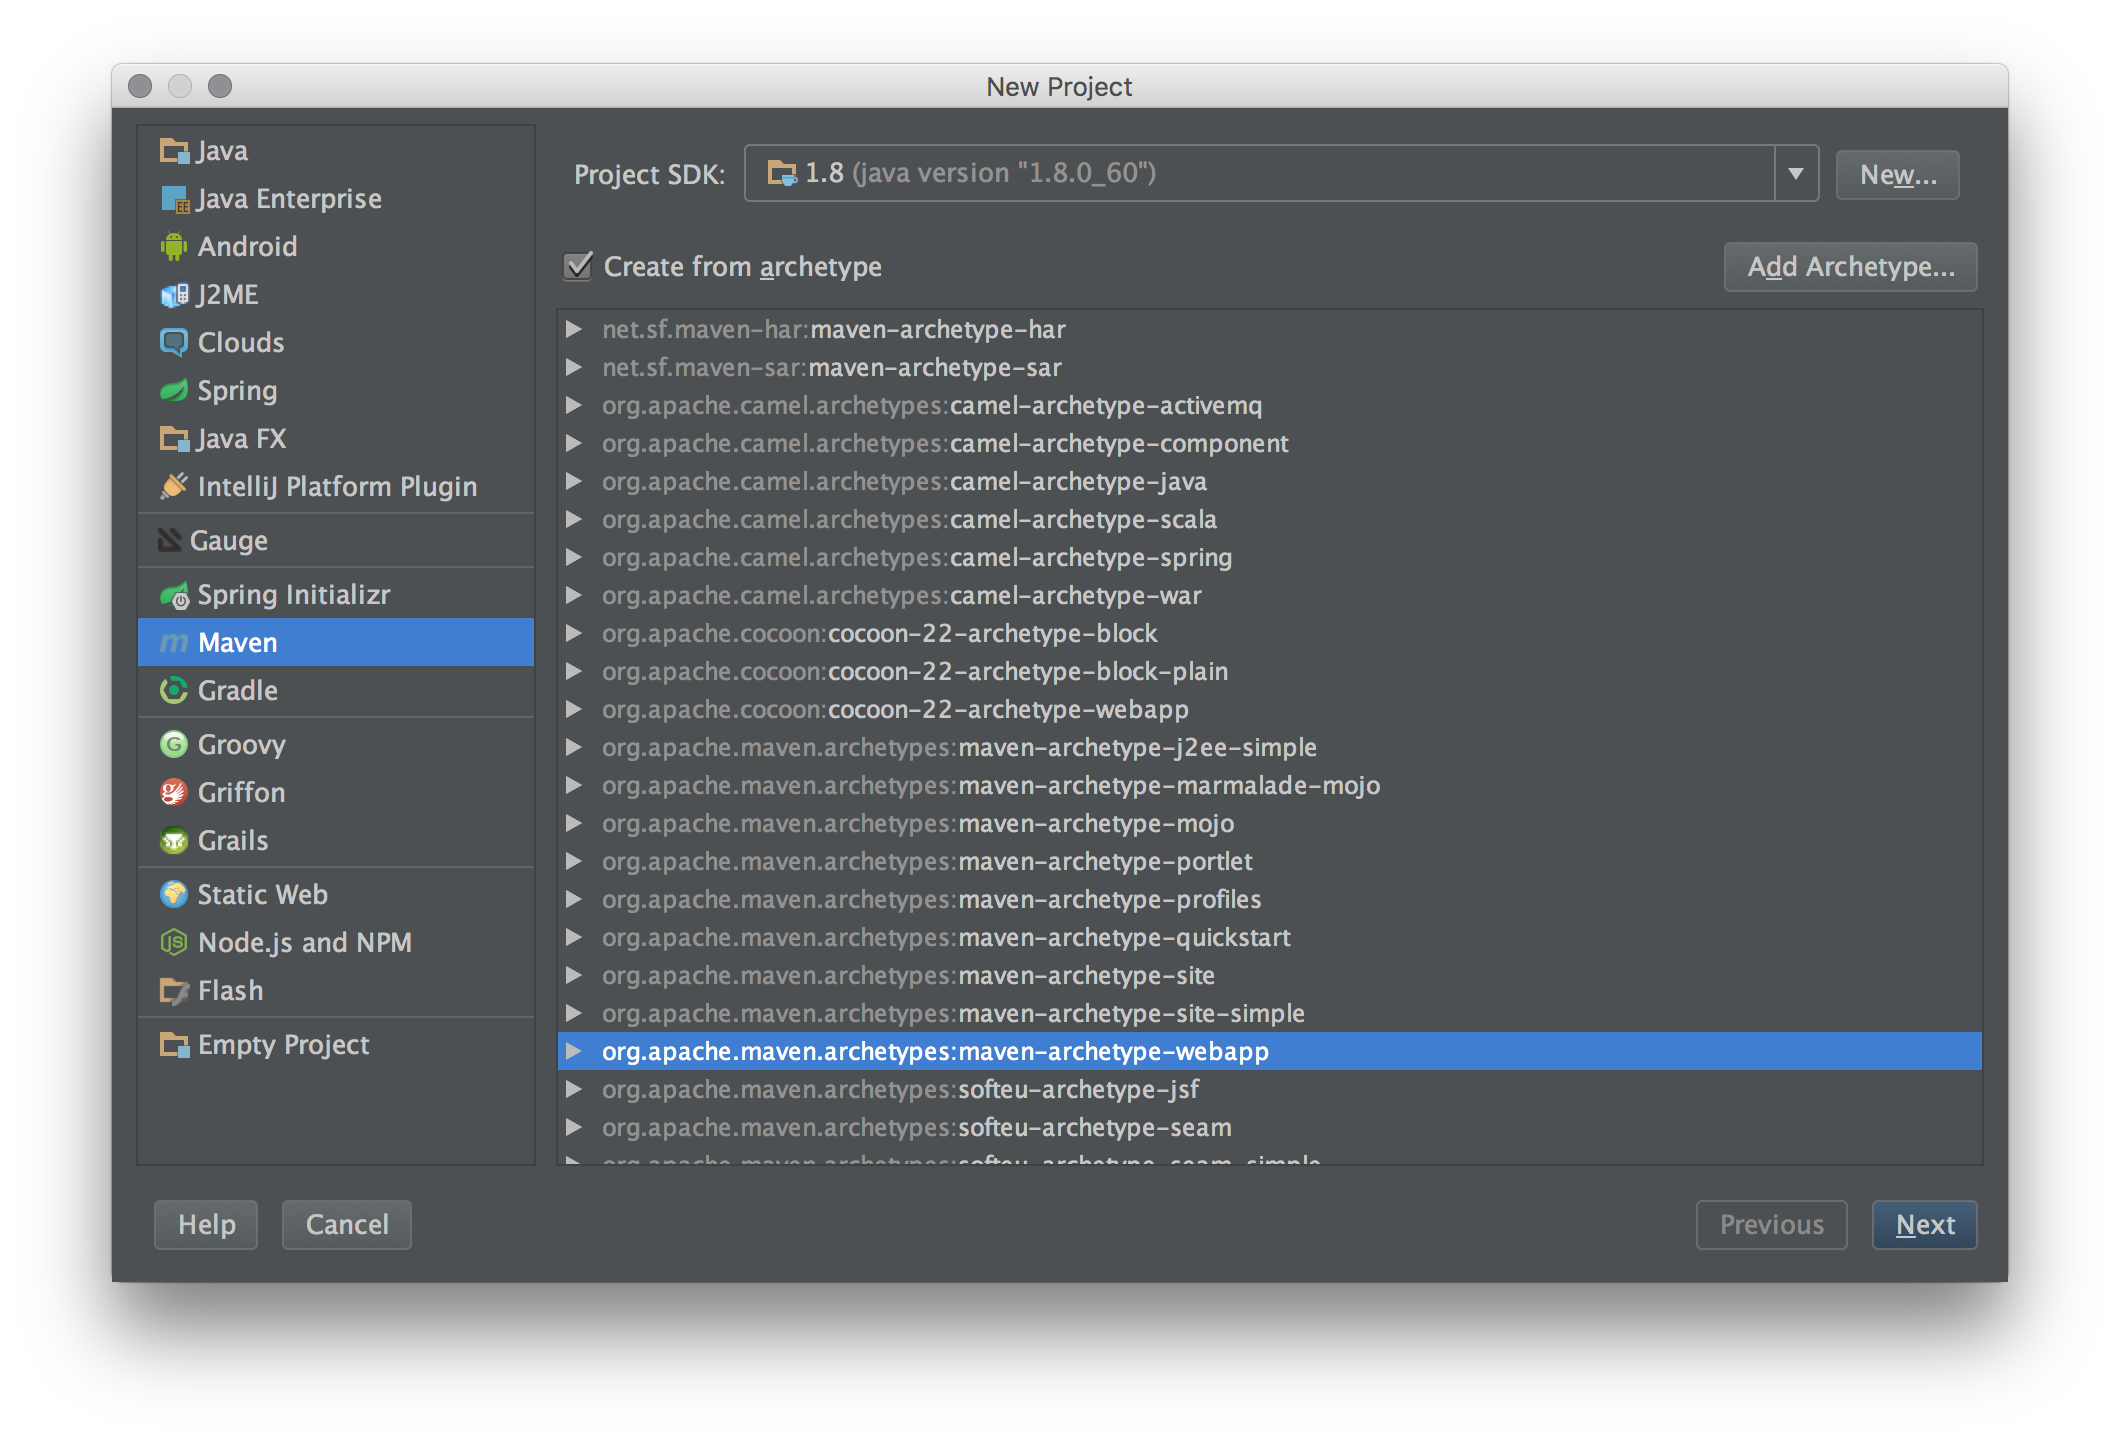 New Project
Java
Java Enterprise
Android
J2ME
Clouds
Spring
Java FX
IntelliJ Platform Plugin
Gauge
Spring Initializr
Maven
Gradle
Groovy
Griffon
Grails
Static Web
Node.js and NPM
Flash
Empty Project
Project SDK: 1.8 (java version "1.8.0_60") New...
Create from archetype Add Archetype...
net.sf.maven-har:maven-archetype-har
net.sf.maven-sar:maven-archetype-sar
org.apache.camel.archetypes:camel-archetype-activemq
org.apache.camel.archetypes:camel-archetype-component
org.apache.camel.archetypes:camel-archetype-java
org.apache.camel.archetypes:camel-archetype-scala
org.apache.camel.archetypes:camel-archetype-spring
org.apache.camel.archetypes:camel-archetype-war
org.apache.cocoon:cocoon-22-archetype-block
org.apache.cocoon:cocoon-22-archetype-block-plain
org.apache.cocoon:cocoon-22-archetype-webapp
org.apache.maven.archetypes:maven-archetype-j2ee-simple
org.apache.maven.archetypes:maven-archetype-marmalade-mojo
org.apache.maven.archetypes:maven-archetype-mojo
org.apache.maven.archetypes:maven-archetype-portlet
org.apache.maven.archetypes:maven-archetype-profiles
org.apache.maven.archetypes:maven-archetype-quickstart
org.apache.maven.archetypes:maven-archetype-site
org.apache.maven.archetypes:maven-archetype-site-simple
org.apache.maven.archetypes:maven-archetype-webapp
org.apache.maven.archetypes:softeu-archetype-jsf
org.apache.maven.archetypes:softeu-archetype-seam
org.apache.maven.archetypes:softeu-archetype-seam-simple
Help Cancel Previous Next